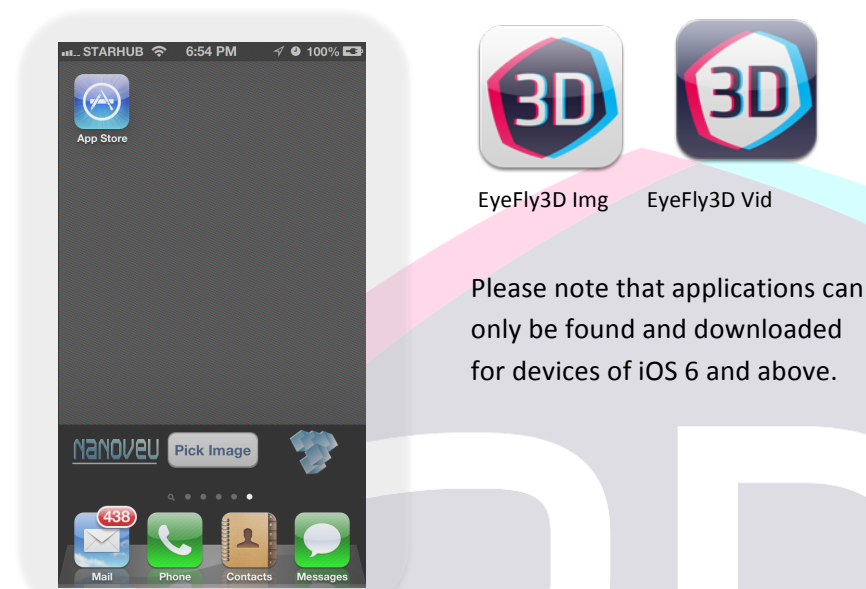 STARHUB 6:54 PM 100%
App Store
NANOVEU Pick Image
438
Mail Phone Contacts Messages
3D 3D
EyeFly3D Img EyeFly3D Vid
Please note that applications can
only be found and downloaded
for devices of iOS 6 and above.